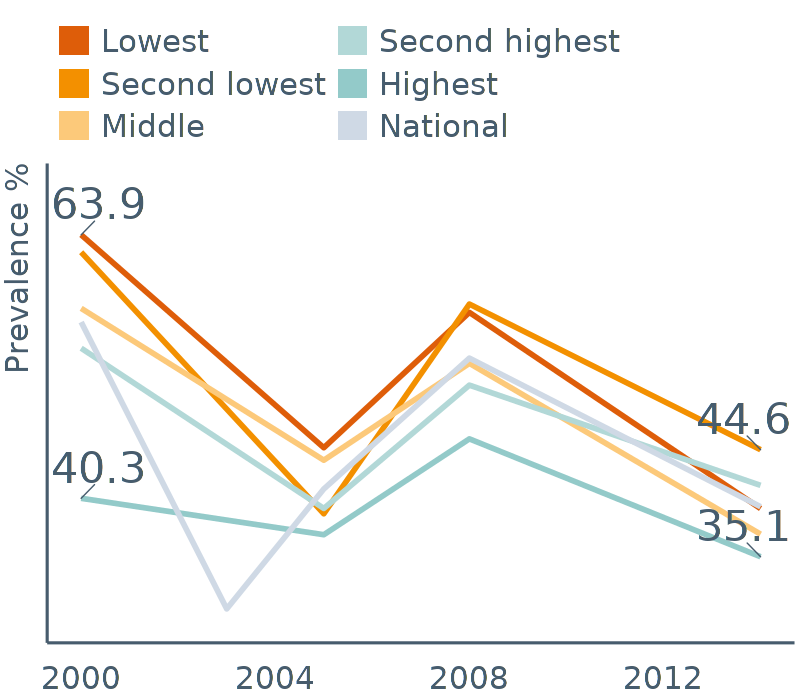 Lowest
Second lowest
Middle
Second highest
Highest
National
Prevalence %
63.9
40.3
44.6
35.1
2000 2004 2008 2012